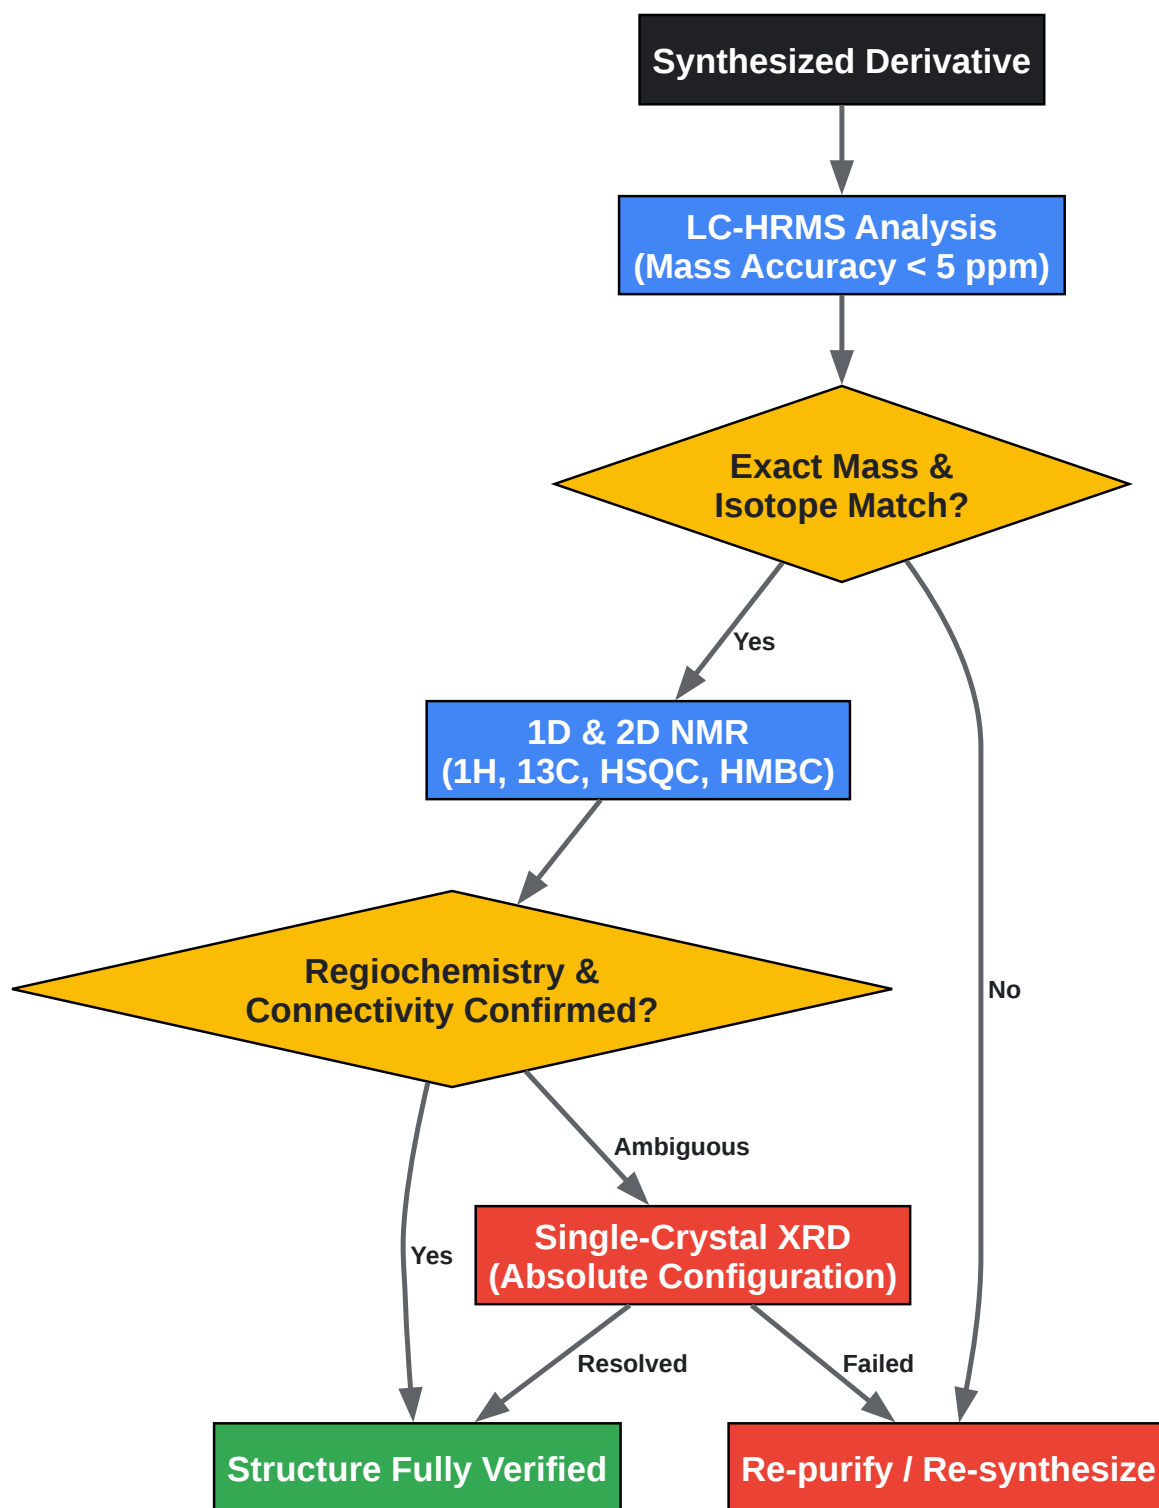 Synthesized Derivative
LC-HRMS Analysis
(Mass Accuracy < 5 ppm)
Exact Mass &
Isotope Match?
Yes
1D & 2D NMR
(1H, 13C, HSQC, HMBC)
Regiochemistry &
Connectivity Confirmed?
No
Ambiguous
Single-Crystal XRD
(Absolute Configuration)
Yes
Resolved
Failed
Structure Fully Verified
Re-purify / Re-synthesize